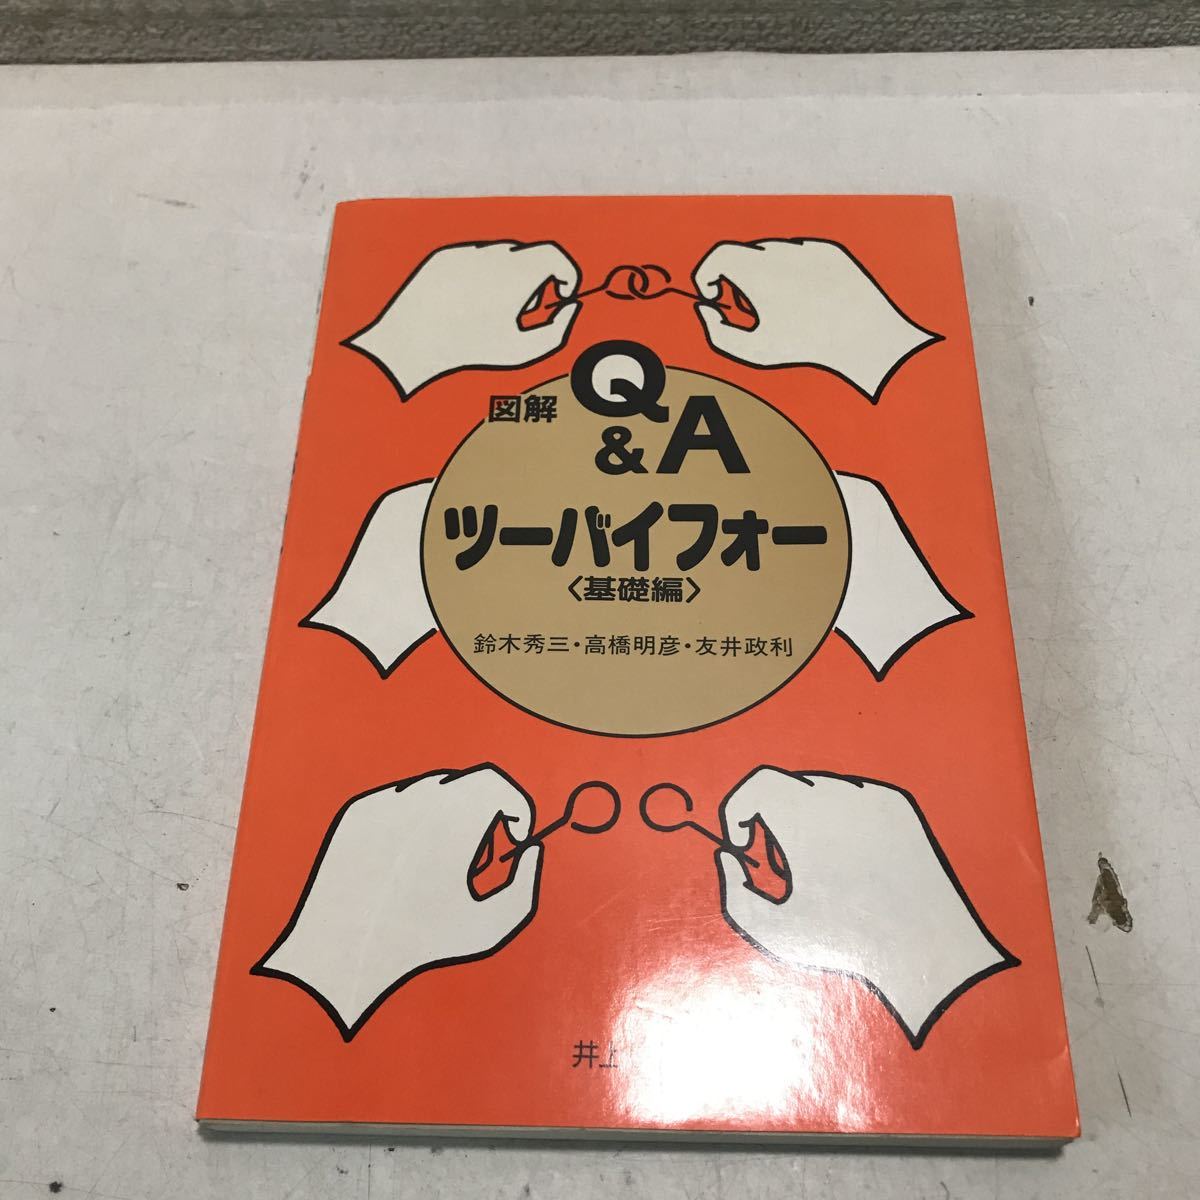 図解 Q&A
ツーバイフォー
〈基礎編〉
鈴木秀三・高橋明彦・友井政利
井上